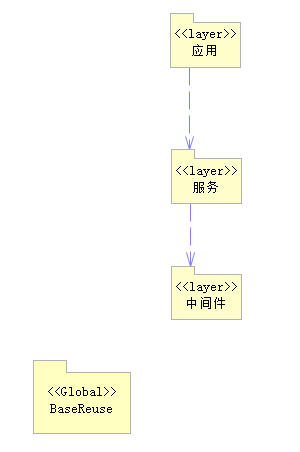 <<layer>>
应用
<<layer>>
服务
<<layer>>
中间件
<<Global>>
BaseReuse